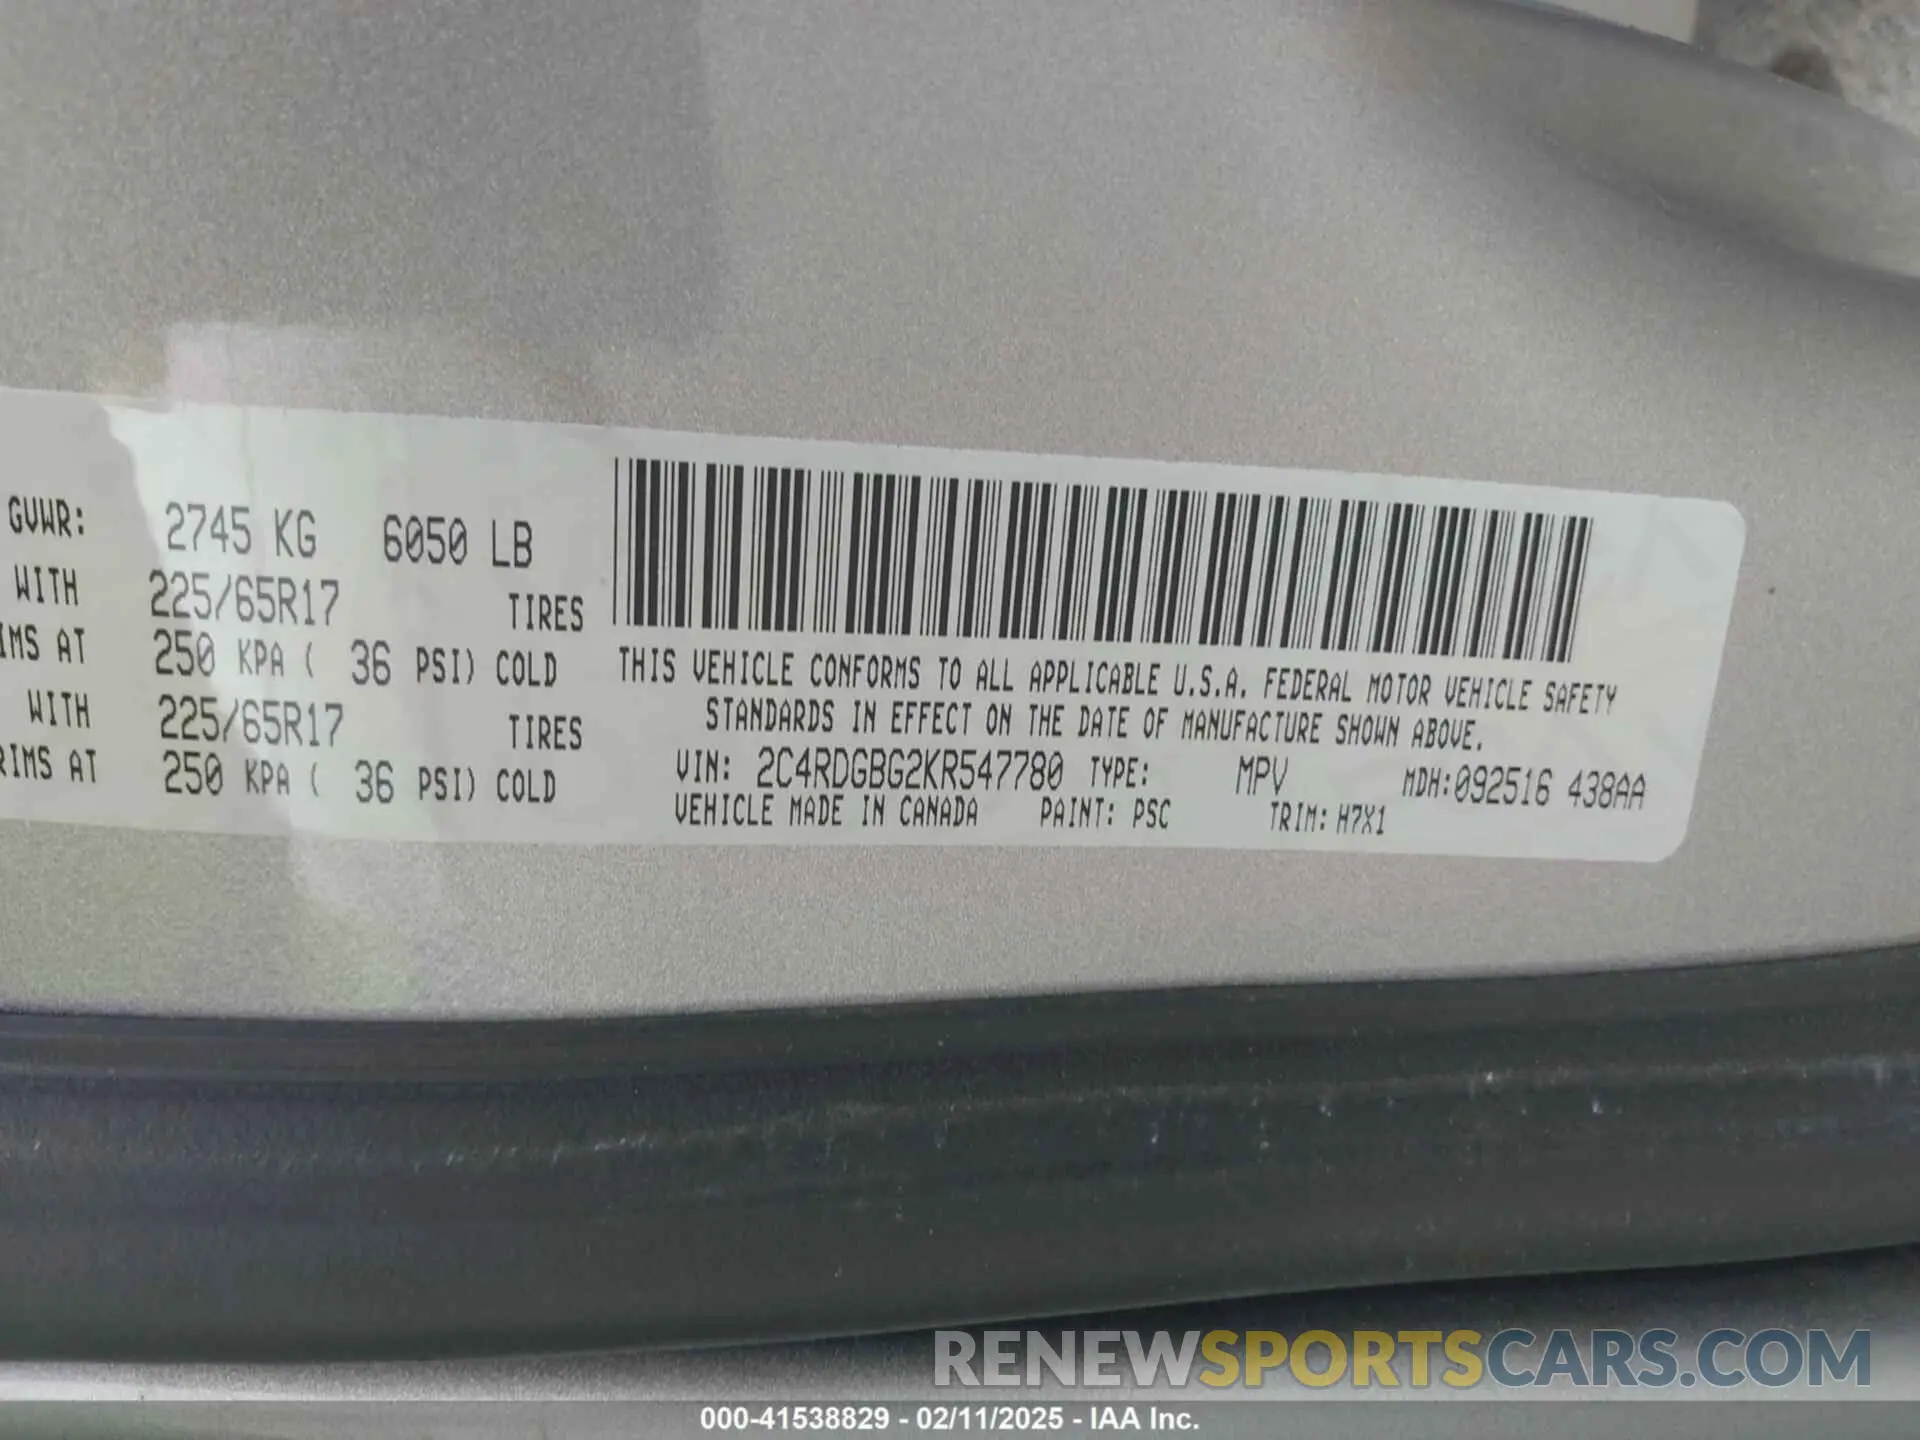 GVWR: 2745 KG 6050 LB
WITH 225/65R17 TIRES
IMS AT 250 KPA ( 36 PSI) COLD
WITH 225/65R17 TIRES
RIMS AT 250 KPA ( 36 PSI) COLD
THIS VEHICLE CONFORMS TO ALL APPLICABLE U.S.A. FEDERAL MOTOR VEHICLE SAFETY
STANDARDS IN EFFECT ON THE DATE OF MANUFACTURE SHOWN ABOVE.
VIN: 2C4RDGBG2KR547780 TYPE: MPV MDH:092516 438AA
VEHICLE MADE IN CANADA PAINT: PSC TRIM: H7X1
RENEWSPORTSCARS.COM
000-41538829 - 02/11/2025 - IAA Inc.